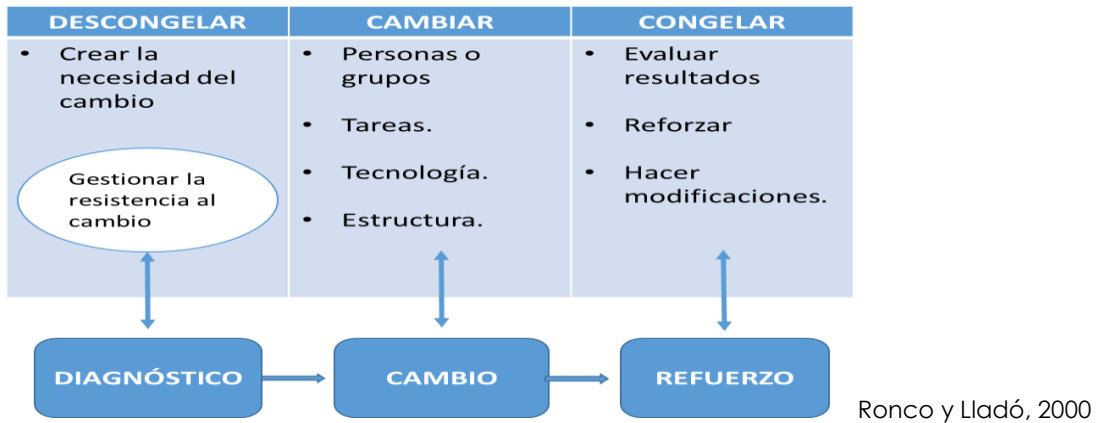 DESCONGELAR
• Crear la
necesidad del
cambio
Gestionar la
resistencia al
cambio
CAMBIAR
• Personas o
grupos
• Tareas.
• Tecnología.
• Estructura.
CONGELAR
• Evaluar
resultados
• Reforzar
• Hacer
modificaciones.
DIAGNÓSTICO
CAMBIO
REFUERZO
Ronco y Lladó, 2000